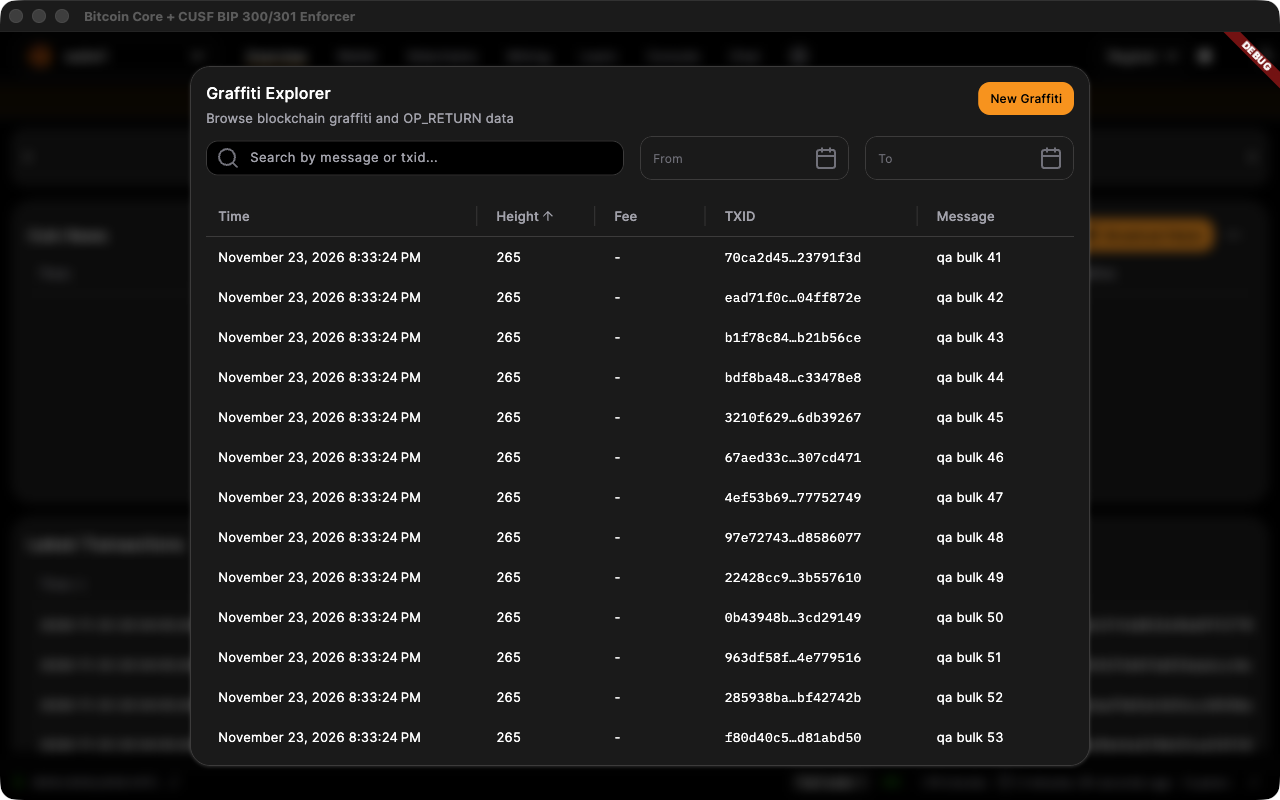 Bitcoin Core + CUSF BIP 300/301 Enforcer
DEBUG
Graffiti Explorer
New Graffiti
Browse blockchain graffiti and OP_RETURN data
Search by message or txid...
From
To
Time Height ↑ Fee TXID Message
November 23, 2026 8:33:24 PM 265 - 70ca2d45…23791f3d qa bulk 41
November 23, 2026 8:33:24 PM 265 - ead71f0c…04ff872e qa bulk 42
November 23, 2026 8:33:24 PM 265 - b1f78c84…b21b56ce qa bulk 43
November 23, 2026 8:33:24 PM 265 - bdf8ba48…c33478e8 qa bulk 44
November 23, 2026 8:33:24 PM 265 - 3210f629…6db39267 qa bulk 45
November 23, 2026 8:33:24 PM 265 - 67aed33c…307cd471 qa bulk 46
November 23, 2026 8:33:24 PM 265 - 4ef53b69…77752749 qa bulk 47
November 23, 2026 8:33:24 PM 265 - 97e72743…d8586077 qa bulk 48
November 23, 2026 8:33:24 PM 265 - 22428cc9…3b557610 qa bulk 49
November 23, 2026 8:33:24 PM 265 - 0b43948b…3cd29149 qa bulk 50
November 23, 2026 8:33:24 PM 265 - 963df58f…4e779516 qa bulk 51
November 23, 2026 8:33:24 PM 265 - 285938ba…bf42742b qa bulk 52
November 23, 2026 8:33:24 PM 265 - f80d40c5…d81abd50 qa bulk 53